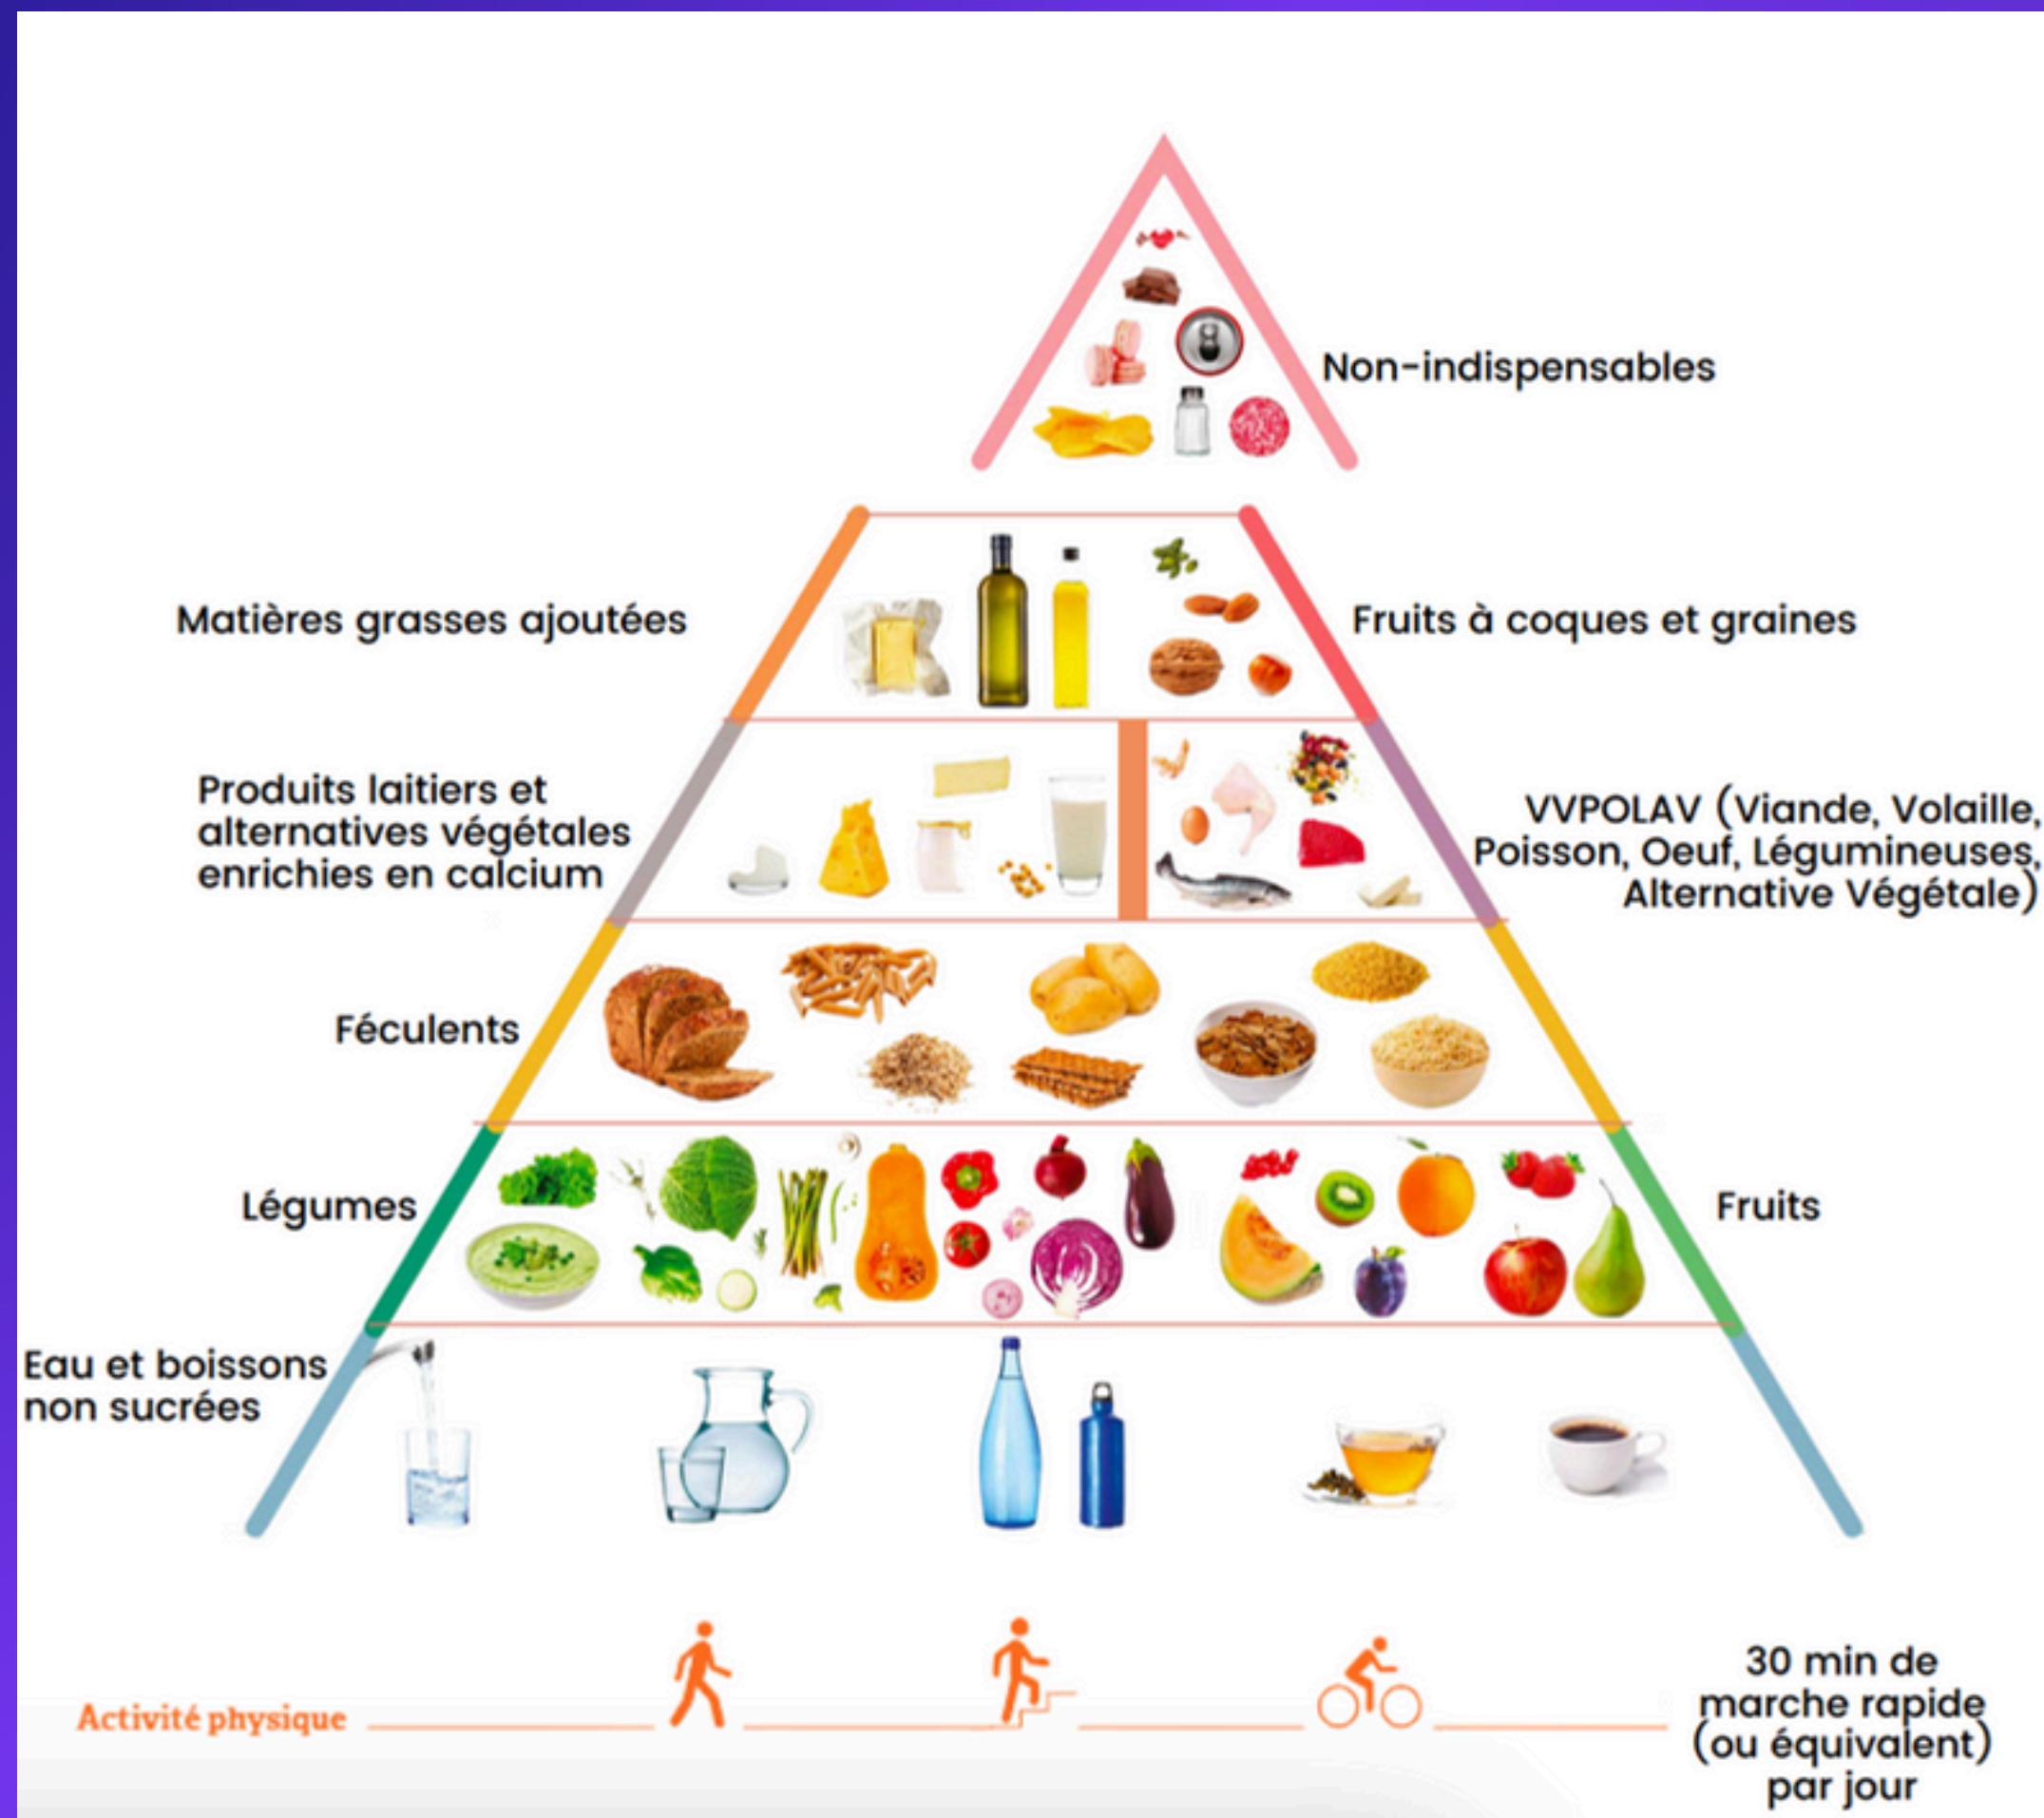 Non-indispensables
Matières grasses ajoutées
Fruits à coques et graines
Produits laitiers et
alternatives végétales
enrichies en calcium
VVPOLAV (Viande, Volaille,
Poisson, Oeuf, Légumineuses,
Alternative Végétale)
Féculents
Légumes
Fruits
Eau et boissons
non sucrées
Activité physique
30 min de
marche rapide
(ou équivalent)
par jour